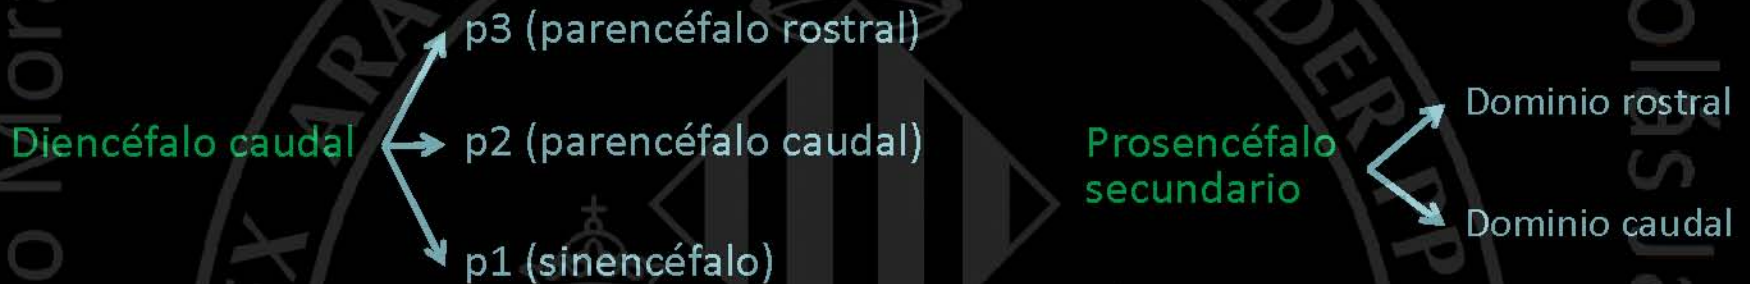 p3 (parencéfalo rostral)
Diencéfalo caudal
p2 (parencéfalo caudal)
p1 (sinencéfalo)
Prosencéfalo
secundario
Dominio rostral
Dominio caudal